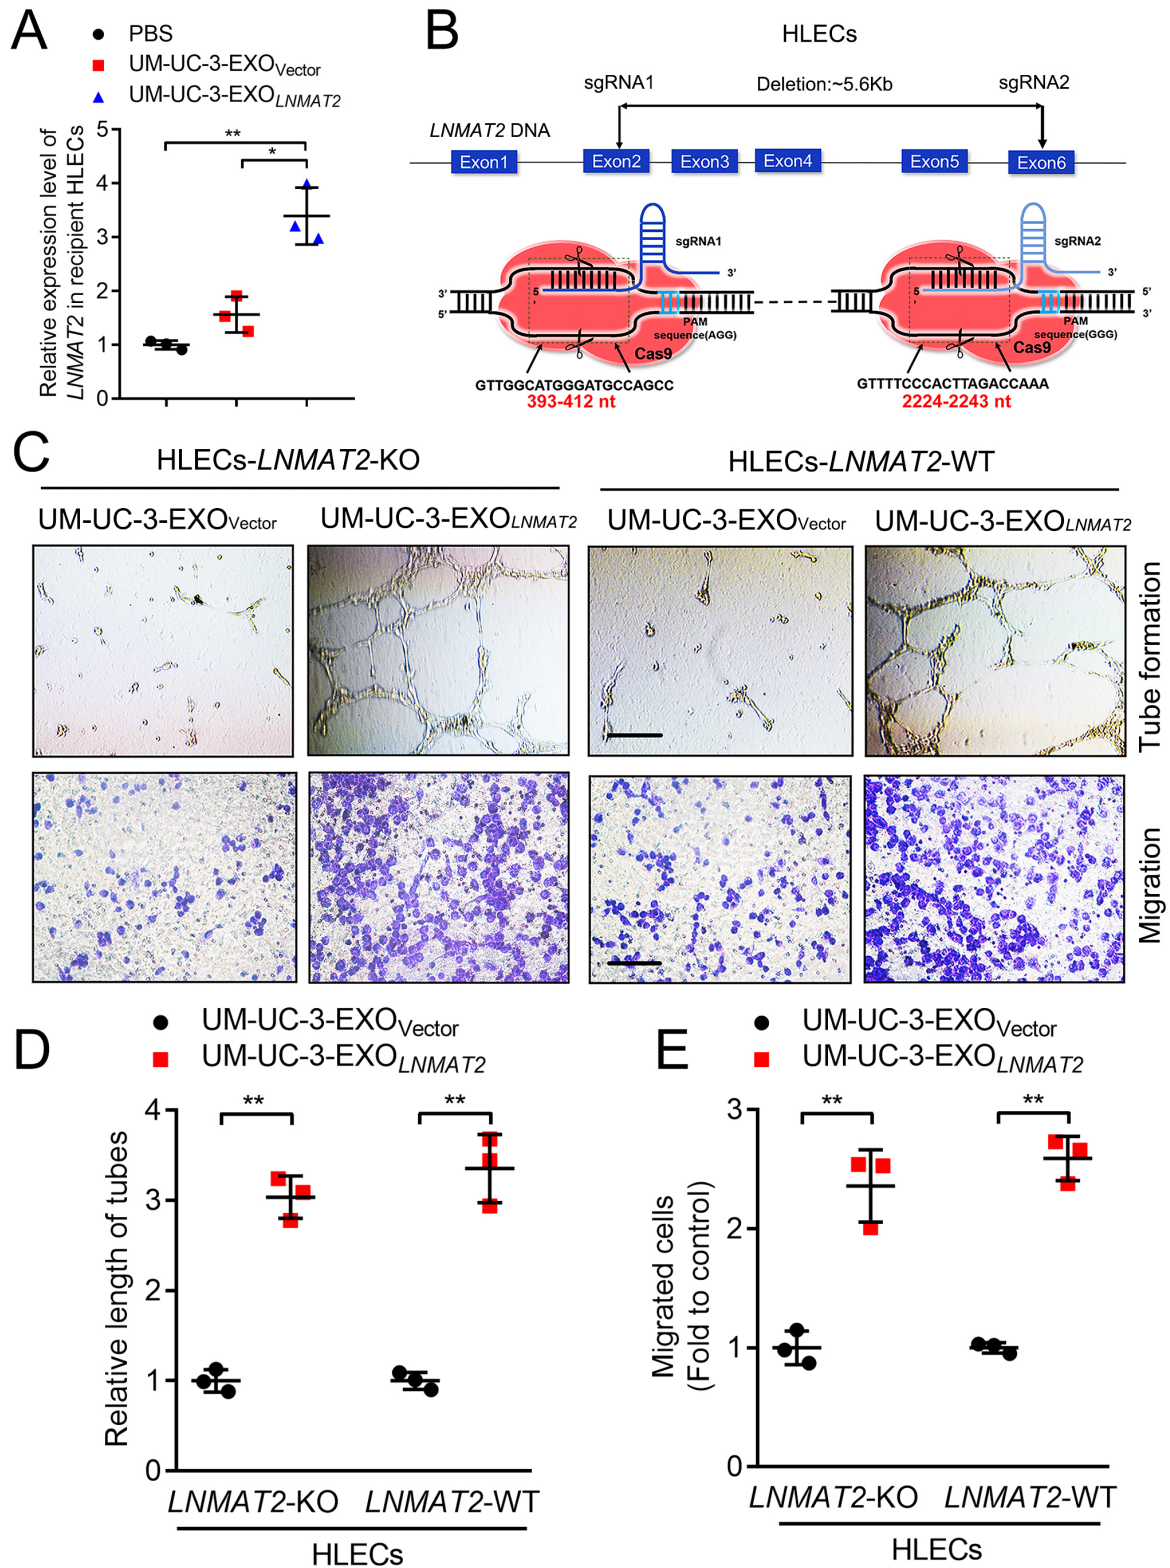 A
PBS
UM-UC-3-EXOVector
UM-UC-3-EXOLNMAT2
Relative expression level of
LNMAT2 in recipient HLECs
5
4
3
2
1
0
**
*
B
HLECs
sgRNA1
Deletion:~5.6Kb
sgRNA2
LNMAT2 DNA
Exon1
Exon2
Exon3
Exon4
Exon5
Exon6
sgRNA1
3'
3'
5'
5
'
PAM
sequence(AGG)
Cas9
GTTGGCATGGGATGCCAGCC
393-412 nt
sgRNA2
3'
5
'
5'
3'
PAM
sequence(GGG)
Cas9
GTTTTCCCACTTAGACCAAA
2224-2243 nt
C
HLECs-LNMAT2-KO
HLECs-LNMAT2-WT
UM-UC-3-EXOVector
UM-UC-3-EXOLNMAT2
UM-UC-3-EXOVector
UM-UC-3-EXOLNMAT2
Tube formation
Migration
D
UM-UC-3-EXOVector
UM-UC-3-EXOLNMAT2
Relative length of tubes
4
3
2
1
0
**
**
LNMAT2-KO
LNMAT2-WT
HLECs
E
UM-UC-3-EXOVector
UM-UC-3-EXOLNMAT2
Migrated cells
(Fold to control)
3
2
1
0
**
**
LNMAT2-KO
LNMAT2-WT
HLECs